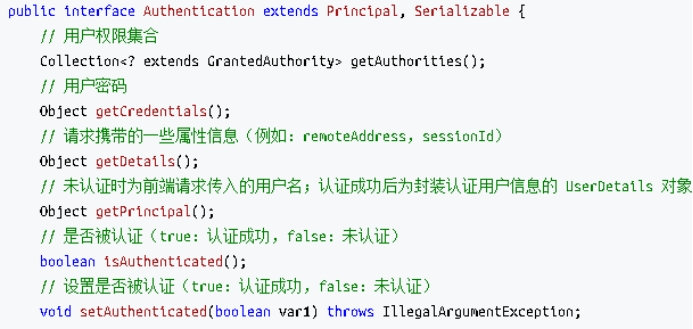 public interface Authentication extends Principal, Serializable {
// 用户权限集合
Collection<? extends GrantedAuthority> getAuthorities();
// 用户密码
Object getCredentials();
// 请求携带的一些属性信息（例如：remoteAddress，sessionId）
Object getDetails();
// 未认证时为前端请求传入的用户名；认证成功后为封装认证用户信息的 UserDetails 对象
Object getPrincipal();
// 是否被认证（true：认证成功，false：未认证）
boolean isAuthenticated();
// 设置是否被认证（true：认证成功，false：未认证）
void setAuthenticated(boolean var1) throws IllegalArgumentException;